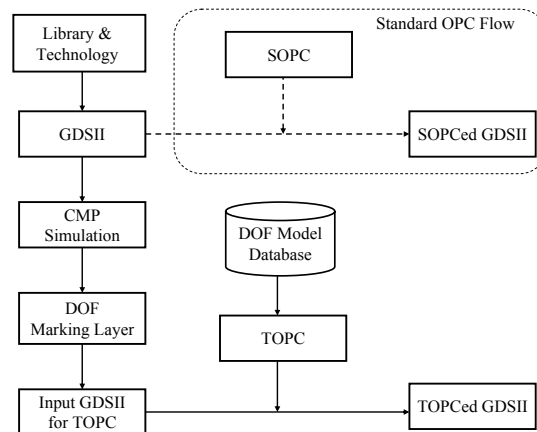 Standard OPC Flow
Library &
Technology
SOPC
GDSII
SOPCed GDSII
CMP
Simulation
DOF Model
Database
DOF
Marking Layer
TOPC
Input GDSII
for TOPC
TOPCed GDSII